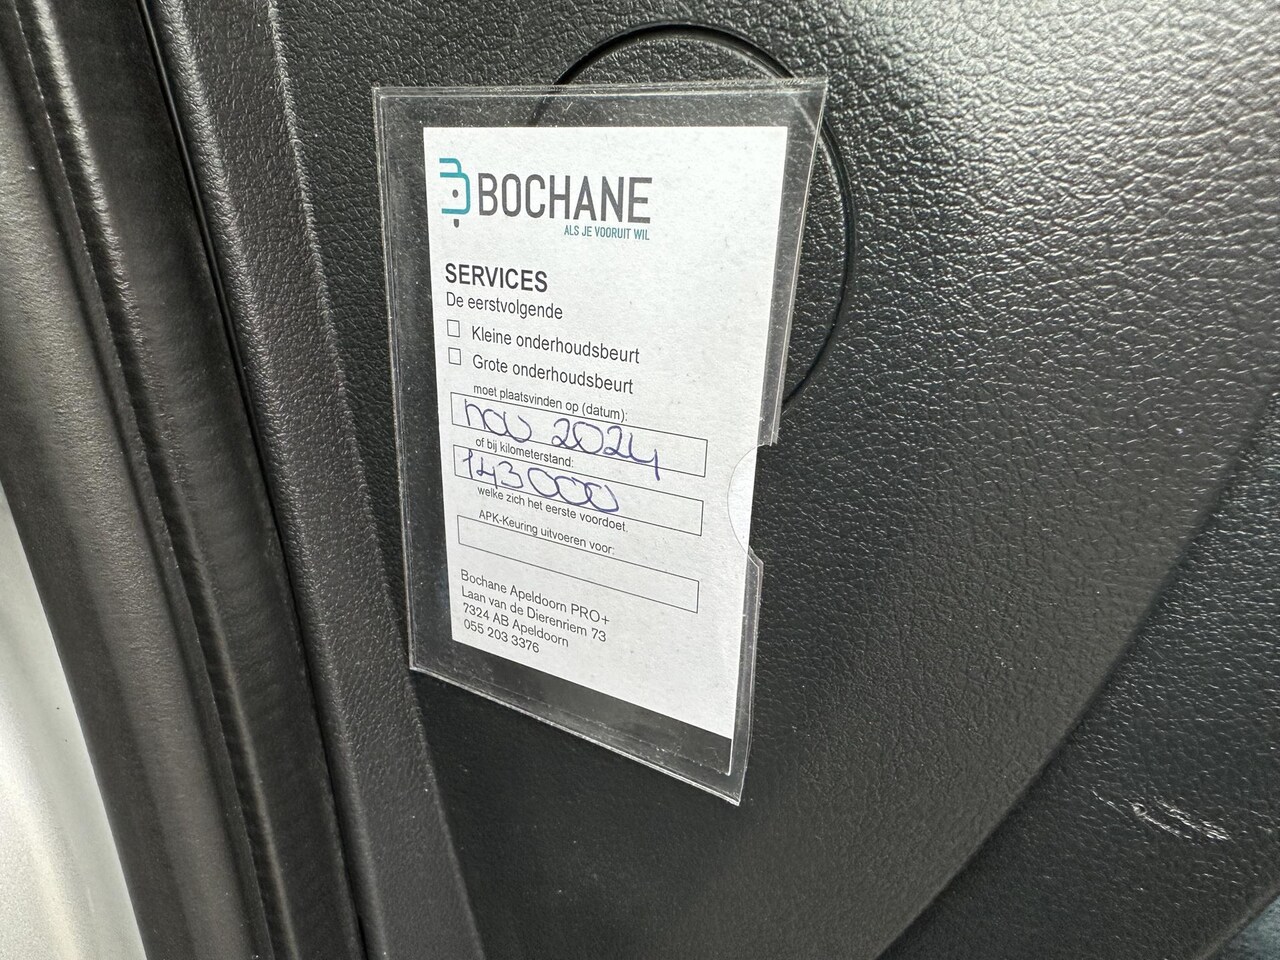 BOCHANE
ALS JE VOORUIT WIL
SERVICES
De eerstvolgende
Kleine onderhoudsbeurt
Grote onderhoudsbeurt
moet plaatsvinden op (datum):
nov 2024
of bij kilometerstand:
143000
welke zich het eerste voordoet.
APK-Keuring uitvoeren voor:
Bochane Apeldoorn PRO+
Laan van de Dierenriem 73
7324 AB Apeldoorn
055 203 3376